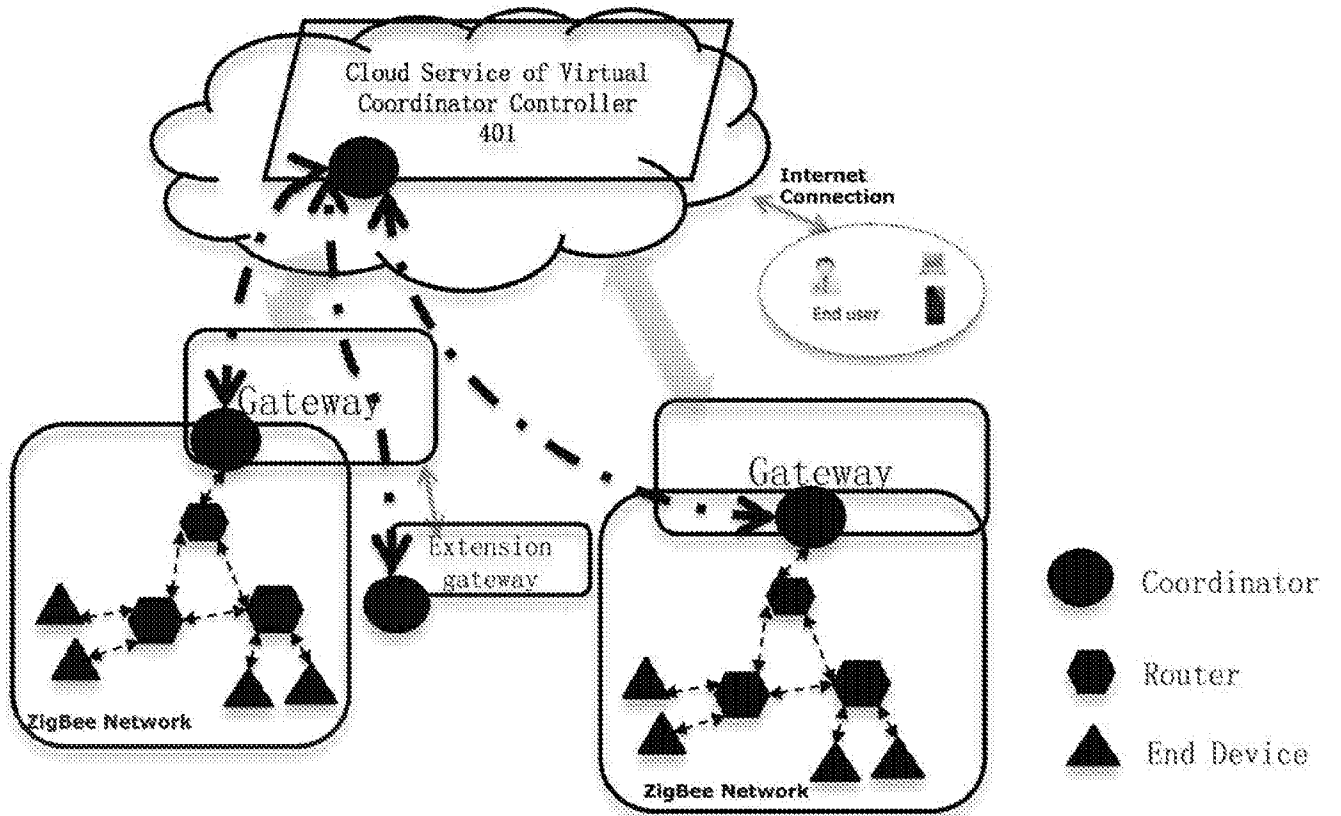 Cloud Service of Virtual
Coordinator Controller
401
Internet
Connection
End user
Gateway
Gateway
Extension
gateway
Coordinator
Router
End Device
ZigBee Network
ZigBee Network